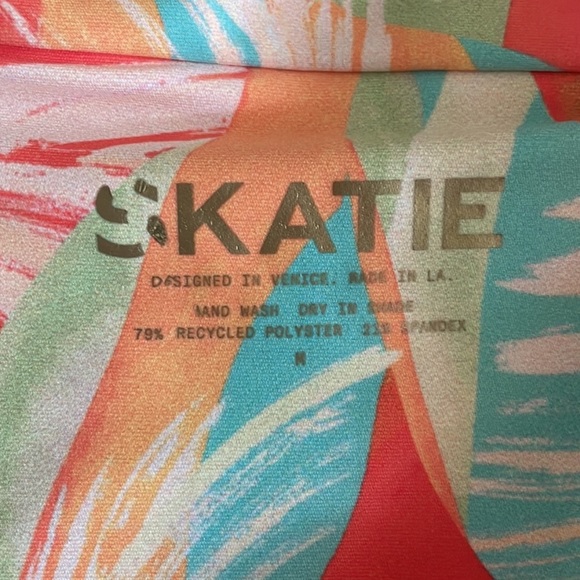 SKATIE
DESIGNED IN VENICE. MADE IN LA.
HAND WASH DRY IN SHADE
79% RECYCLED POLYSTER 21% SPANDEX
M